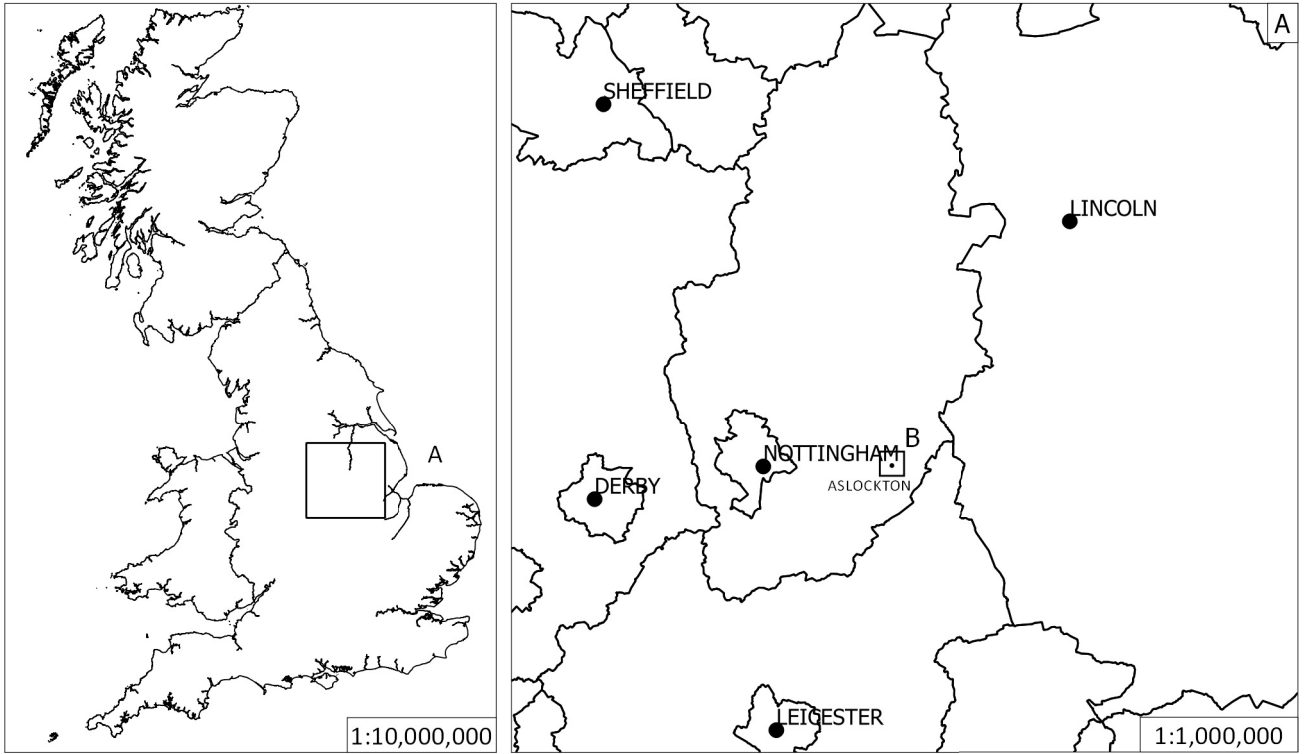 A
1:10,000,000
A
SHEFFIELD
LINCOLN
B
NOTTINGHAM
ASLOCKTON
DERBY
LEICESTER
1:1,000,000